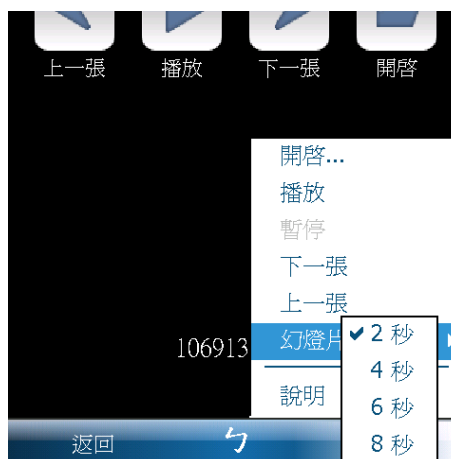 上一張 播放 下一張 開啓
開啓...
播放
暫停
下一張
上一張
幻燈片
2 秒
4 秒
6 秒
8 秒
說明
106913
返回 ㄅ